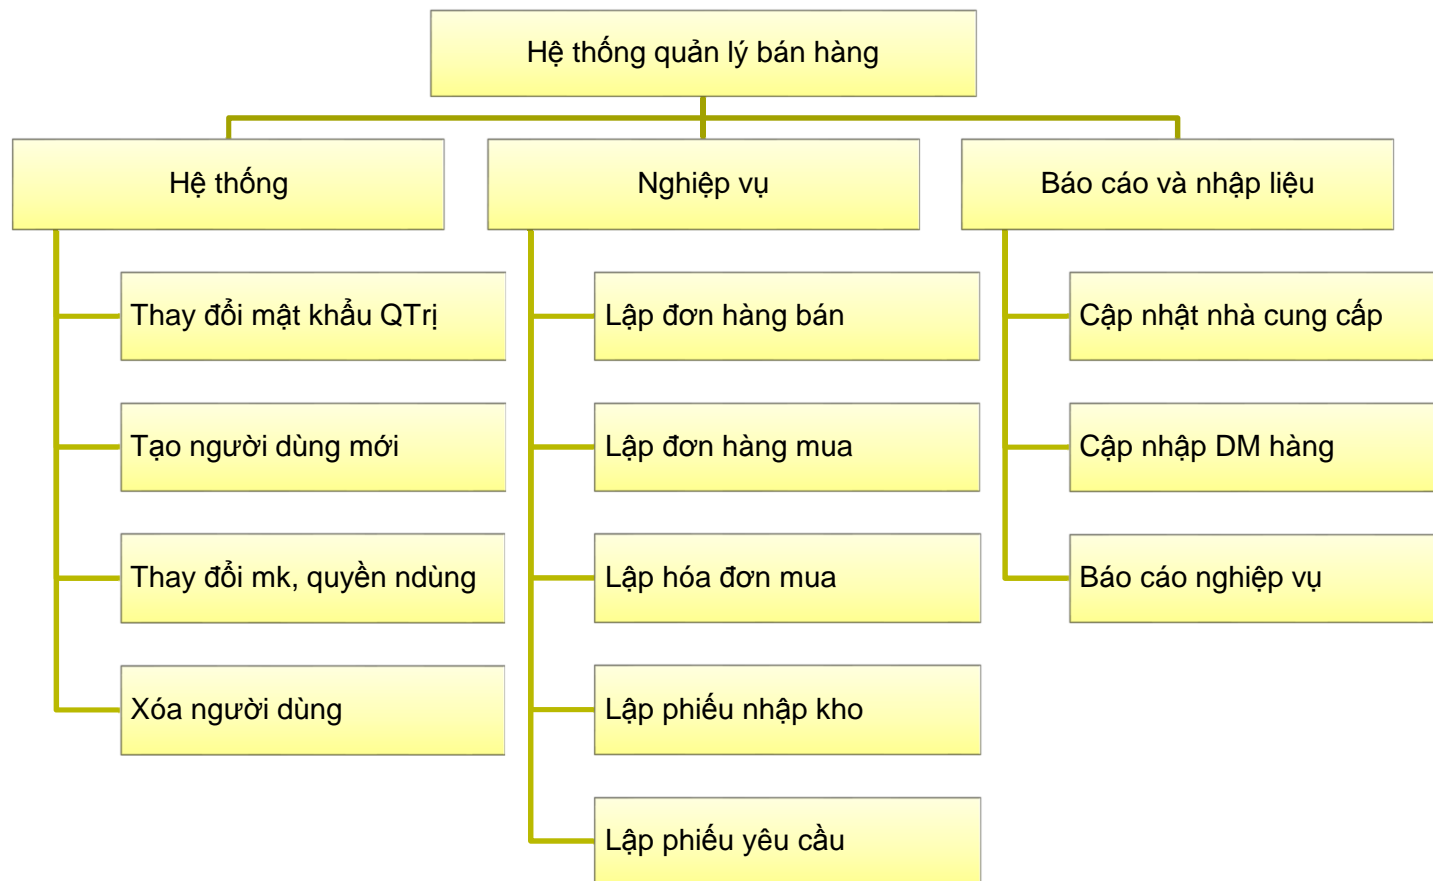 Hệ thống quản lý bán hàng
Hệ thống
Nghiệp vụ
Báo cáo và nhập liệu
Thay đổi mật khẩu QTrị
Tạo người dùng mới
Thay đổi mk, quyền ndùng
Xóa người dùng
Lập đơn hàng bán
Lập đơn hàng mua
Lập hóa đơn mua
Lập phiếu nhập kho
Lập phiếu yêu cầu
Cập nhật nhà cung cấp
Cập nhập DM hàng
Báo cáo nghiệp vụ